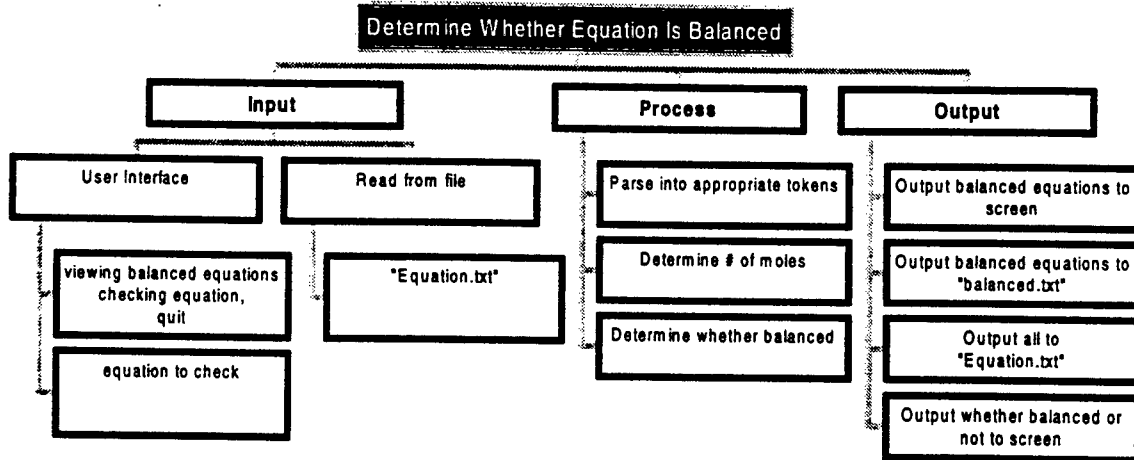 Determine Whether Equation Is Balanced
Input
Process
Output
User Interface
Read from file
viewing balanced equations
checking equation,
quit
equation to check
"Equation.txt"
Parse into appropriate tokens
Determine # of moles
Determine whether balanced
Output balanced equations to
screen
Output balanced equations to
"balanced.txt"
Output all to
"Equation.txt"
Output whether balanced or
not to screen